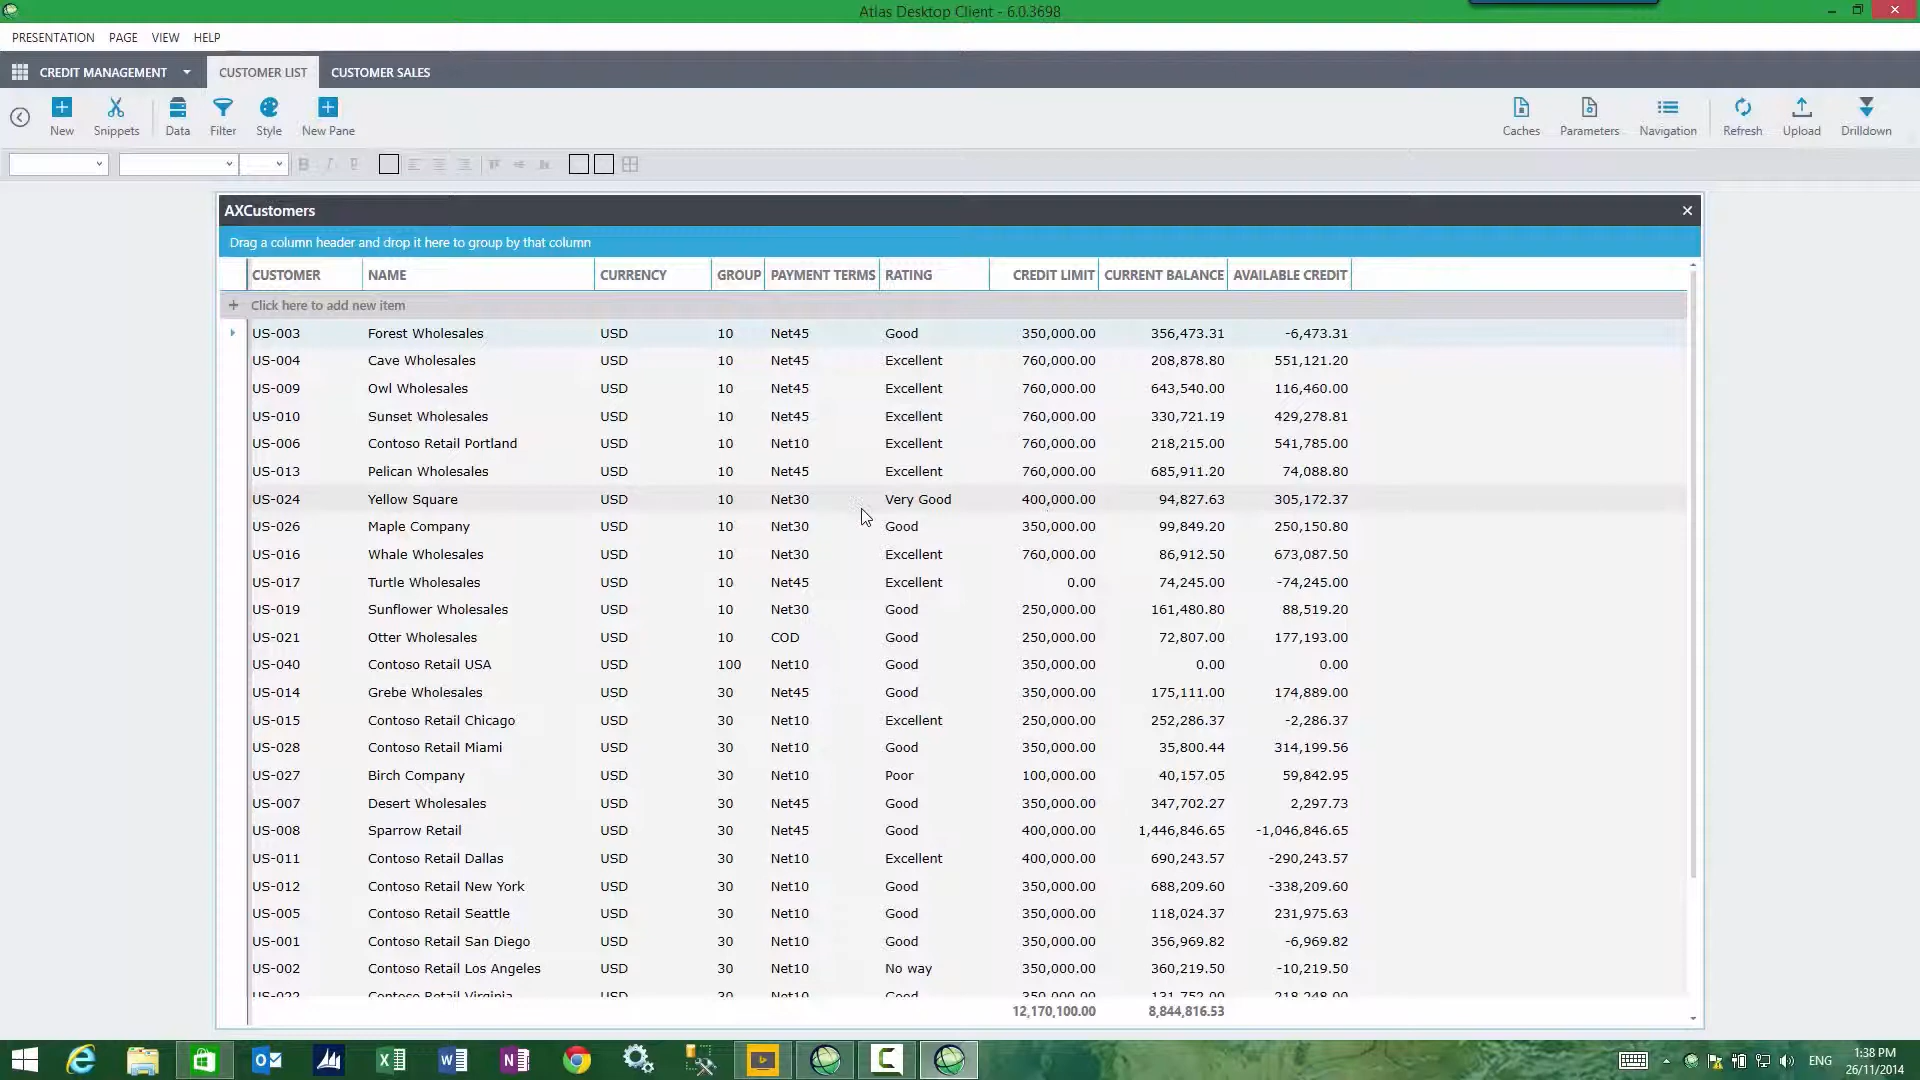 Atlas Desktop Client - 6.0.3698
PRESENTATION PAGE VIEW HELP
CREDIT MANAGEMENT CUSTOMER LIST CUSTOMER SALES
New Snippets Data Filter Style New Pane Caches Parameters Navigation Refresh Upload Drilldown
AXCustomers
Drag a column header and drop it here to group by that column
CUSTOMER NAME CURRENCY GROUP PAYMENT TERMS RATING CREDIT LIMIT CURRENT BALANCE AVAILABLE CREDIT
Click here to add new item
US-003 Forest Wholesales USD 10 Net45 Good 350,000.00 356,473.31 -6,473.31
US-004 Cave Wholesales USD 10 Net45 Excellent 760,000.00 208,878.80 551,121.20
US-009 Owl Wholesales USD 10 Net45 Excellent 760,000.00 643,540.00 116,460.00
US-010 Sunset Wholesales USD 10 Net45 Excellent 760,000.00 330,721.19 429,278.81
US-006 Contoso Retail Portland USD 10 Net10 Excellent 760,000.00 218,215.00 541,785.00
US-013 Pelican Wholesales USD 10 Net45 Excellent 760,000.00 685,911.20 74,088.80
US-024 Yellow Square USD 10 Net30 Very Good 400,000.00 94,827.63 305,172.37
US-026 Maple Company USD 10 Net30 Good 350,000.00 99,849.20 250,150.80
US-016 Whale Wholesales USD 10 Net30 Excellent 760,000.00 86,912.50 673,087.50
US-017 Turtle Wholesales USD 10 Net45 Excellent 0.00 74,245.00 -74,245.00
US-019 Sunflower Wholesales USD 10 Net30 Good 250,000.00 161,480.80 88,519.20
US-021 Otter Wholesales USD 10 COD Good 250,000.00 72,807.00 177,193.00
US-040 Contoso Retail USA USD 100 Net10 Good 350,000.00 0.00 0.00
US-014 Grebe Wholesales USD 30 Net45 Good 350,000.00 175,111.00 174,889.00
US-015 Contoso Retail Chicago USD 30 Net10 Excellent 250,000.00 252,286.37 -2,286.37
US-028 Contoso Retail Miami USD 30 Net10 Good 350,000.00 35,800.44 314,199.56
US-027 Birch Company USD 30 Net10 Poor 100,000.00 40,157.05 59,842.95
US-007 Desert Wholesales USD 30 Net45 Good 350,000.00 347,702.27 2,297.73
US-008 Sparrow Retail USD 30 Net45 Good 400,000.00 1,446,846.65 -1,046,846.65
US-011 Contoso Retail Dallas USD 30 Net10 Excellent 400,000.00 690,243.57 -290,243.57
US-012 Contoso Retail New York USD 30 Net10 Good 350,000.00 688,209.60 -338,209.60
US-005 Contoso Retail Seattle USD 30 Net10 Good 350,000.00 118,024.37 231,975.63
US-001 Contoso Retail San Diego USD 30 Net10 Good 350,000.00 356,969.82 -6,969.82
US-002 Contoso Retail Los Angeles USD 30 Net10 No way 350,000.00 360,219.50 -10,219.50
US-022 Contoso Retail Virginia USD 30 Net10 Good 350,000.00 131,752.00 218,248.00
12,170,100.00 8,844,816.53
ENG 1:38 PM
26/11/2014